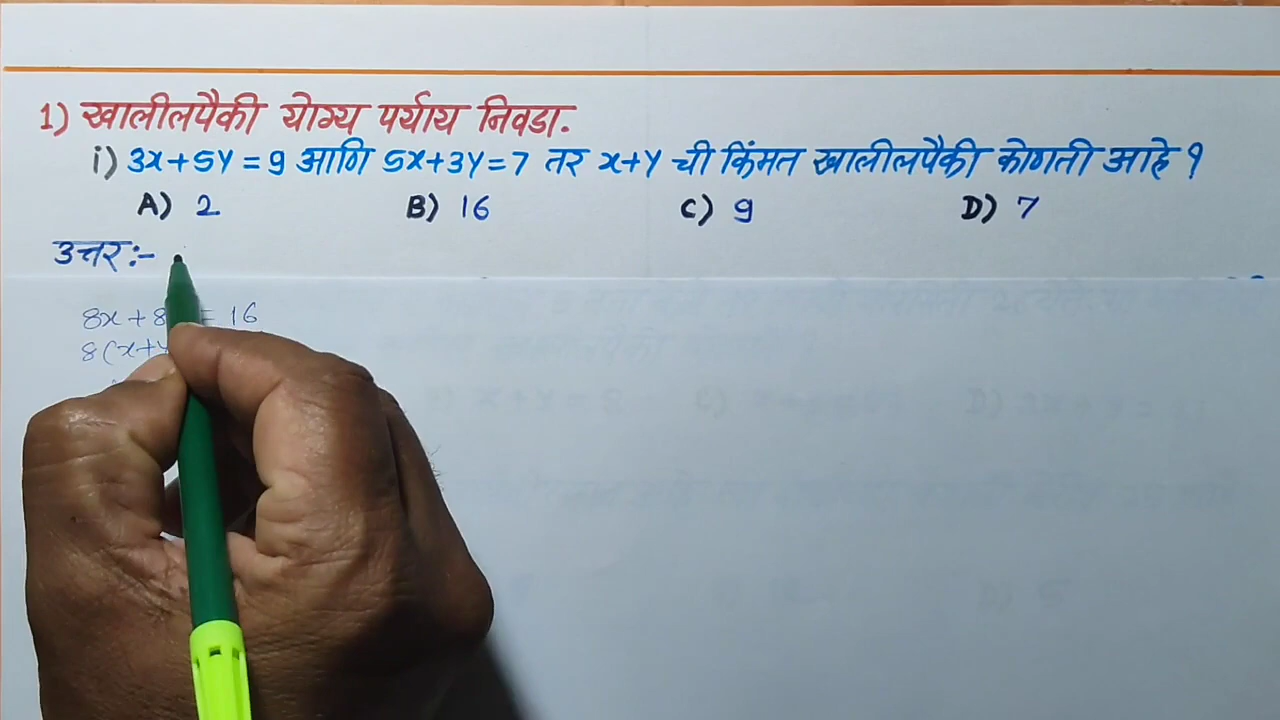 1) खालीलपैकी योग्य पर्याय निवडा.
i) 3x+5y=9 आणि 5x+3y=7 तर x+y ची किंमत खालीलपैकी कोणती आहे ?
A) 2 B) 16 C) 9 D) 7
उत्तर:-
8x+8 = 16
8(x+y